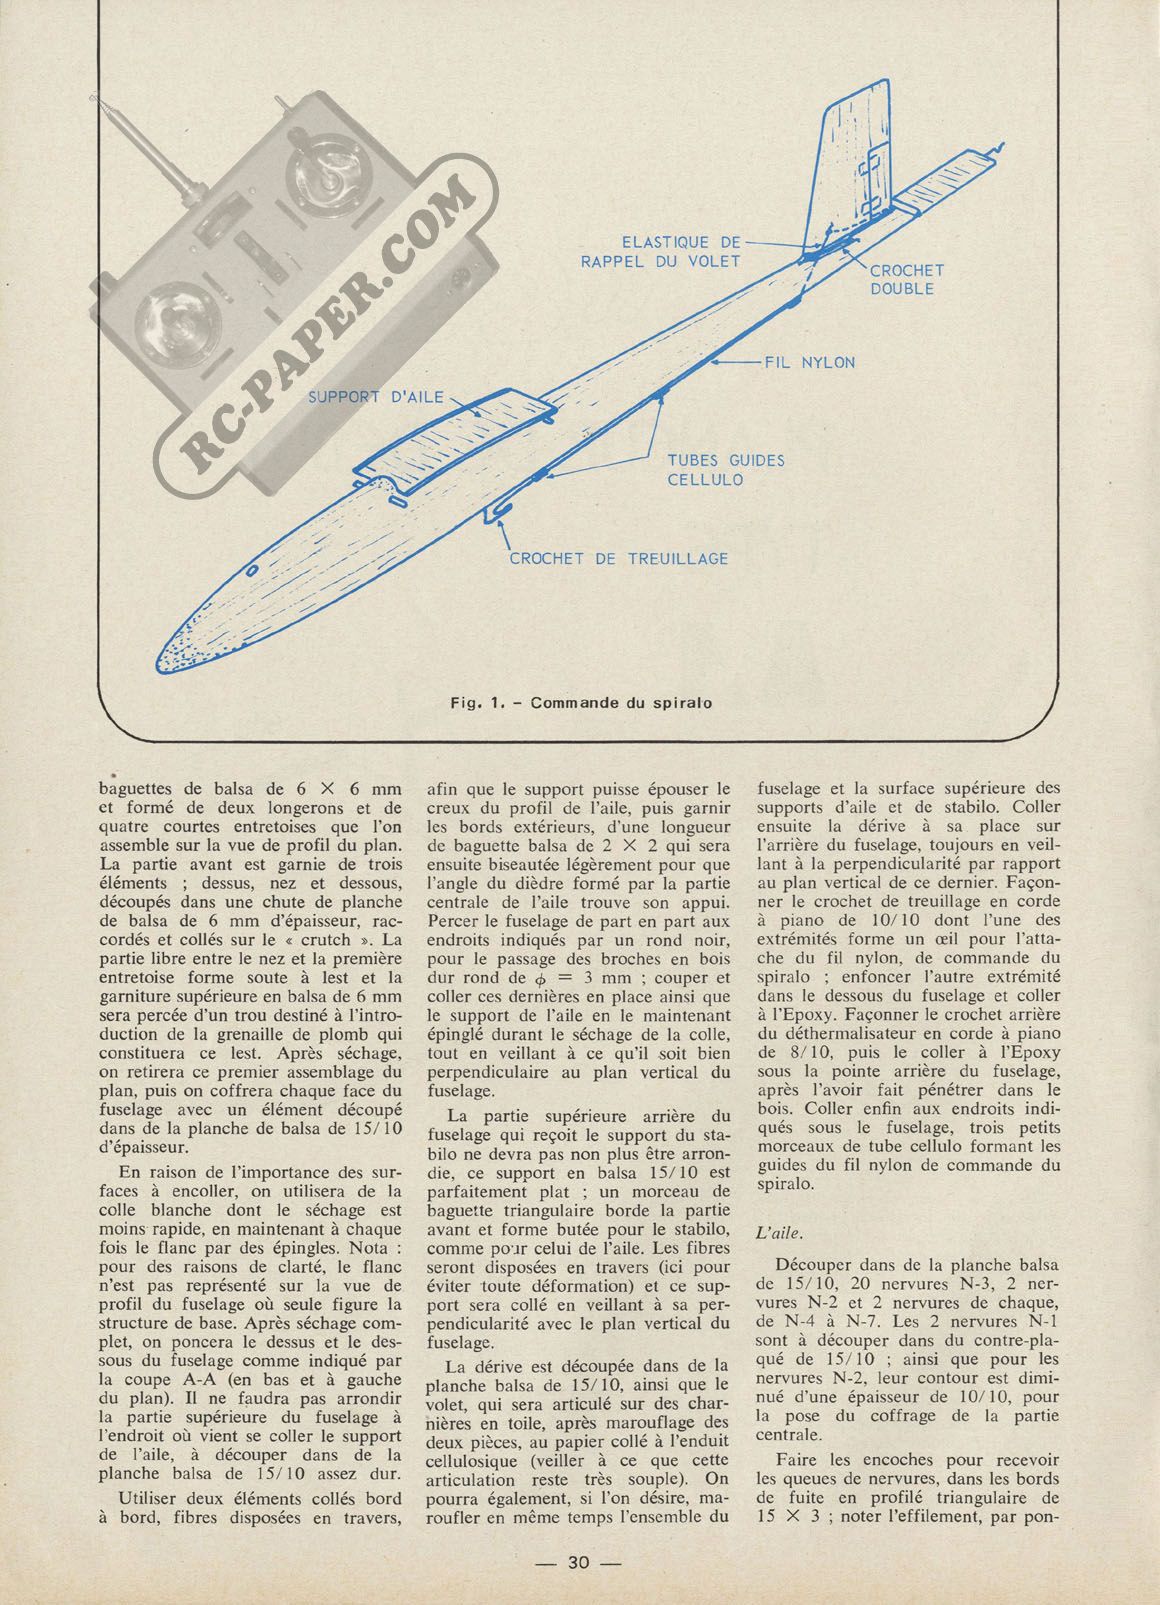 RC-PAPER.COM
ELASTIQUE DE
RAPPEL DU VOLET
CROCHET
DOUBLE
FIL NYLON
SUPPORT D'AILE
TUBES GUIDES
CELLULO
CROCHET DE TREUILLAGE
Fig. 1. - Commande du spiralo
baguettes de balsa de 6 X 6 mm
et formé de deux longerons et de
quatre courtes entretoises que l'on
assemble sur la vue de profil du plan.
La partie avant est garnie de trois
éléments ; dessus, nez et dessous,
découpés dans une chute de planche
de balsa de 6 mm d'épaisseur, rac-
cordés et collés sur le « crutch ». La
partie libre entre le nez et la première
entretoise forme soute à lest et la
garniture supérieure en balsa de 6 mm
sera percée d'un trou destiné à l'intro-
duction de la grenaille de plomb qui
constituera ce lest. Après séchage,
on retirera ce premier assemblage du
plan, puis on coffrera chaque face du
fuselage avec un élément découpé
dans de la planche de balsa de 15/10
d'épaisseur.
En raison de l'importance des sur-
faces à encoller, on utilisera de la
colle blanche dont le séchage est
moins rapide, en maintenant à chaque
fois le flanc par des épingles. Nota :
pour des raisons de clarté, le flanc
n'est pas représenté sur la vue de
profil du fuselage où seule figure la
structure de base. Après séchage com-
plet, on poncera le dessus et le des-
sous du fuselage comme indiqué par
la coupe A-A (en bas et à gauche
du plan). Il ne faudra pas arrondir
la partie supérieure du fuselage à
l'endroit où vient se coller le support
de l'aile, à découper dans de la
planche balsa de 15/10 assez dur.
Utiliser deux éléments collés bord
à bord, fibres disposées en travers,
afin que le support puisse épouser le
creux du profil de l'aile, puis garnir
les bords extérieurs, d'une longueur
de baguette balsa de 2 X 2 qui sera
ensuite biseautée légèrement pour que
l'angle du dièdre formé par la partie
centrale de l'aile trouve son appui.
Percer le fuselage de part en part aux
endroits indiqués par un rond noir,
pour le passage des broches en bois
dur rond de ϕ = 3 mm ; couper et
coller ces dernières en place ainsi que
le support de l'aile en le maintenant
épinglé durant le séchage de la colle,
tout en veillant à ce qu'il soit bien
perpendiculaire au plan vertical du
fuselage.
La partie supérieure arrière du
fuselage qui reçoit le support du sta-
bilo ne devra pas non plus être arron-
die, ce support en balsa 15/10 est
parfaitement plat ; un morceau de
baguette triangulaire borde la partie
avant et forme butée pour le stabilo,
comme pour celui de l'aile. Les fibres
seront disposées en travers (ici pour
éviter toute déformation) et ce sup-
port sera collé en veillant à sa per-
pendicularité avec le plan vertical du
fuselage.
La dérive est découpée dans de la
planche balsa de 15/10, ainsi que le
volet, qui sera articulé sur des char-
nières en toile, après marouflage des
deux pièces, au papier collé à l'enduit
cellulosique (veiller à ce que cette
articulation reste très souple). On
pourra également, si l'on désire, ma-
roufler en même temps l'ensemble du
fuselage et la surface supérieure des
supports d'aile et de stabilo. Coller
ensuite la dérive à sa place sur
l'arrière du fuselage, toujours en veil-
lant à la perpendicularité par rapport
au plan vertical de ce dernier. Façon-
ner le crochet de treuillage en corde
à piano de 10/10 dont l'une des
extrémités forme un œil pour l'atta-
che du fil nylon, de commande du
spiralo ; enfoncer l'autre extrémité
dans le dessous du fuselage et coller
à l'Epoxy. Façonner le crochet arrière
du déthermalisateur en corde à piano
de 8/10, puis le coller à l'Epoxy
sous la pointe arrière du fuselage,
après l'avoir fait pénétrer dans le
bois. Coller enfin aux endroits indi-
qués sous le fuselage, trois petits
morceaux de tube cellulo formant les
guides du fil nylon de commande du
spiralo.
L'aile.
Découper dans de la planche balsa
de 15/10, 20 nervures N-3, 2 ner-
vures N-2 et 2 nervures de chaque,
de N-4 à N-7. Les 2 nervures N-1
sont à découper dans du contre-pla-
qué de 15/10 ; ainsi que pour les
nervures N-2, leur contour est dimi-
nué d'une épaisseur de 10/10, pour
la pose du coffrage de la partie
centrale.
Faire les encoches pour recevoir
les queues de nervures, dans les bords
de fuite en profilé triangulaire de
15 X 3 ; noter l'effilement, par pon-
— 30 —